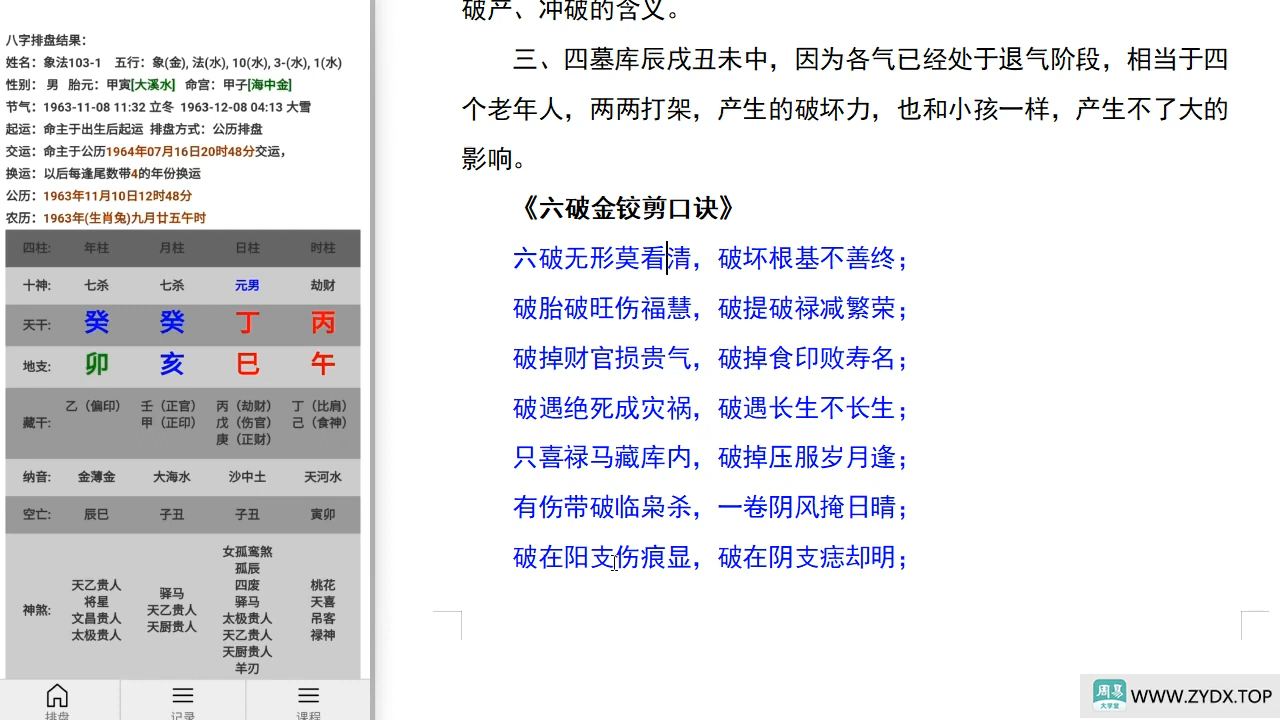 八字排盘结果：
姓名：象法103-1 五行：象(金), 法(水), 10(水), 3-(水), 1(水)
性别： 男 胎元：甲寅[大溪水] 命宫：甲子[海中金]
节气：1963-11-08 11:32 立冬 1963-12-08 04:13 大雪
起运：命主于出生后起运 排盘方式：公历排盘
交运：命主于公历1964年07月16日20时48分交运，
换运：以后每逢尾数带4的年份换运
公历：1963年11月10日12时48分
农历：1963年(生肖兔)九月廿五午时
四柱: 年柱 月柱 日柱 时柱
十神: 七杀 七杀 元男 劫财
天干: 癸 癸 丁 丙
地支: 卯 亥 巳 午
藏干: 乙（偏印） 壬（正官） 丙（劫财） 丁（比肩）
甲（正印） 戊（伤官） 己（食神）
庚（正财）
纳音: 金薄金 大海水 沙中土 天河水
空亡: 辰巳 子丑 子丑 寅卯
神煞:
天乙贵人
将星
文昌贵人
太极贵人
驿马
天乙贵人
天厨贵人
女孤鸾煞
孤辰
四废
驿马
太极贵人
天乙贵人
天厨贵人
羊刃
桃花
天喜
吊客
禄神
排盘 记录 课程
破产、冲破的含义。
三、四墓库辰戌丑未中，因为各气已经处于退气阶段，相当于四
个老年人，两两打架，产生的破坏力，也和小孩一样，产生不了大的
影响。
《六破金铰剪口诀》
六破无形莫看清，破坏根基不善终；
破胎破旺伤福慧，破提破禄减繁荣；
破掉财官损贵气，破掉食印败寿名；
破遇绝死成灾祸，破遇长生不长生；
只喜禄马藏库内，破掉压服岁月逢；
有伤带破临枭杀，一卷阴风掩日晴；
破在阳支伤痕显，破在阴支痣却明；
周易
大学堂
WWW.ZYDX.TOP